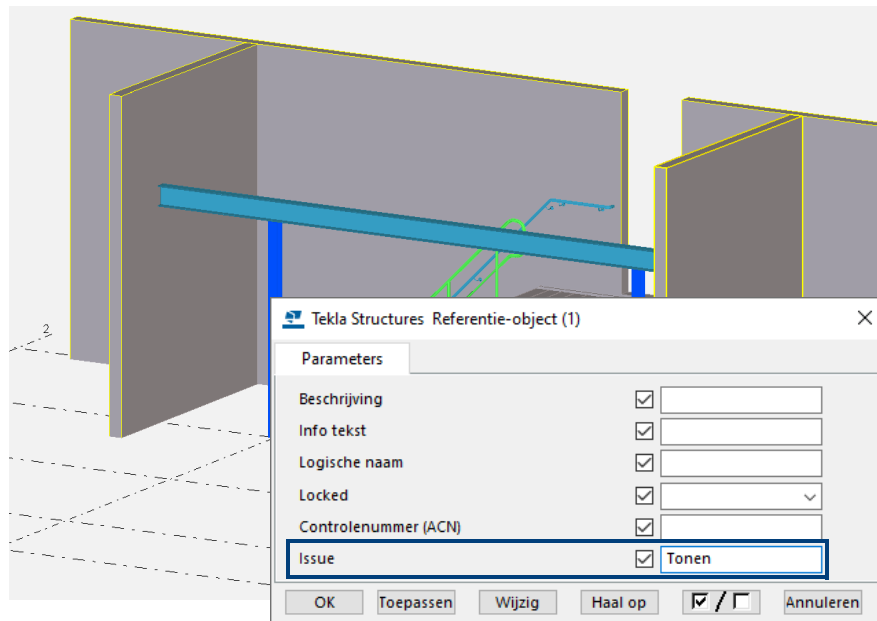 2
Tekla Structures Referentie-object (1)
Parameters
Beschrijving
Info tekst
Logische naam
Locked
Controlenummer (ACN)
Issue Tonen
OK Toepassen Wijzig Haal op / Annuleren